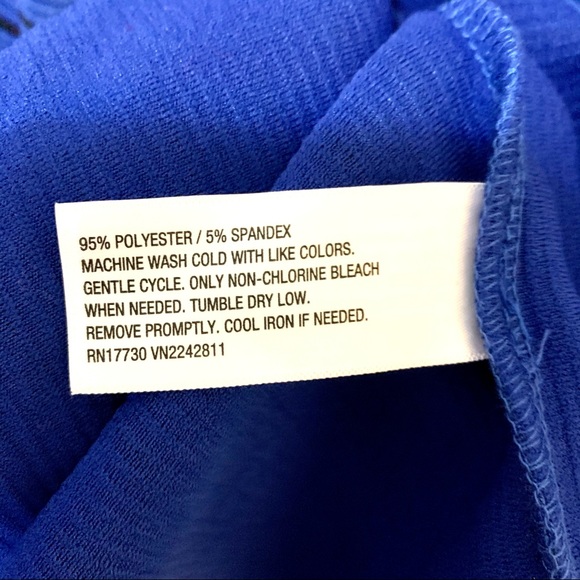 95% POLYESTER / 5% SPANDEX
MACHINE WASH COLD WITH LIKE COLORS.
GENTLE CYCLE. ONLY NON-CHLORINE BLEACH
WHEN NEEDED. TUMBLE DRY LOW.
REMOVE PROMPTLY. COOL IRON IF NEEDED.
RN17730 VN2242811